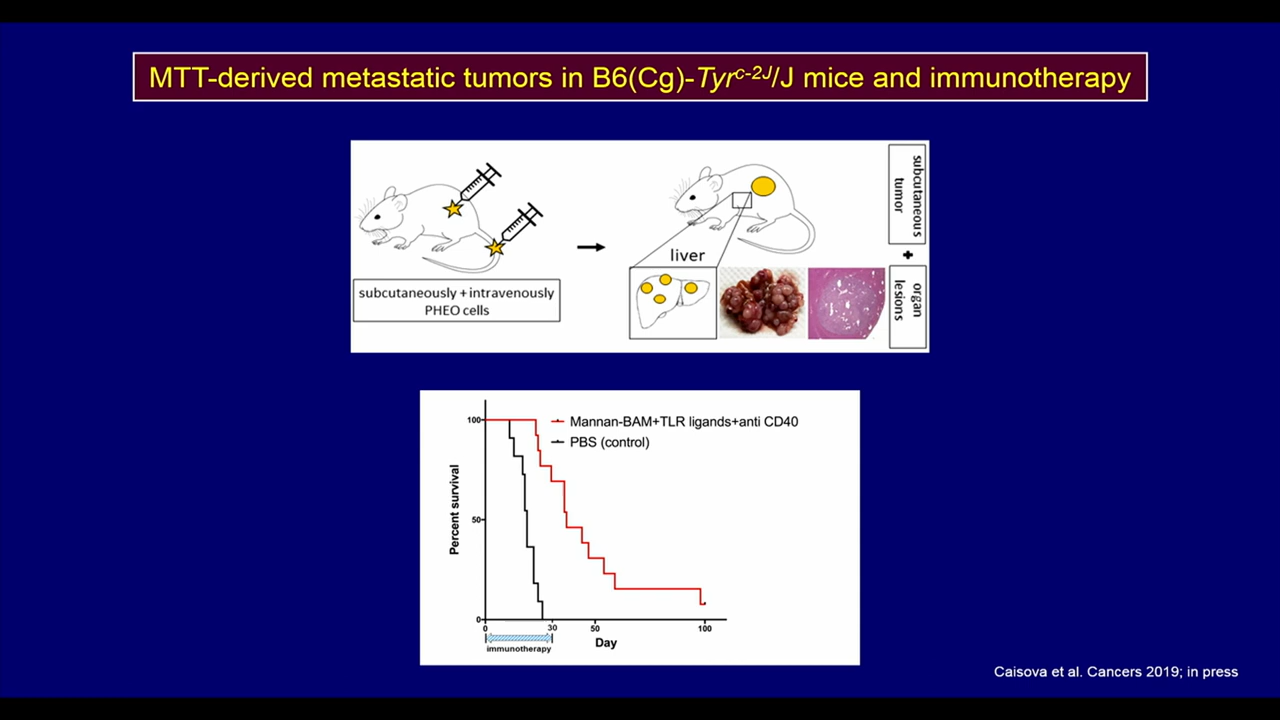 MTT-derived metastatic tumors in B6(Cg)-Tyrc-2J/J mice and immunotherapy
subcutaneously + intravenously
PHEO cells
liver
subcutaneous
tumor
+
organ
lesions
Mannan-BAM+TLR ligands+anti CD40
PBS (control)
Percent survival
100
50
0
0
30
50
100
immunotherapy
Day
Caisova et al. Cancers 2019; in press